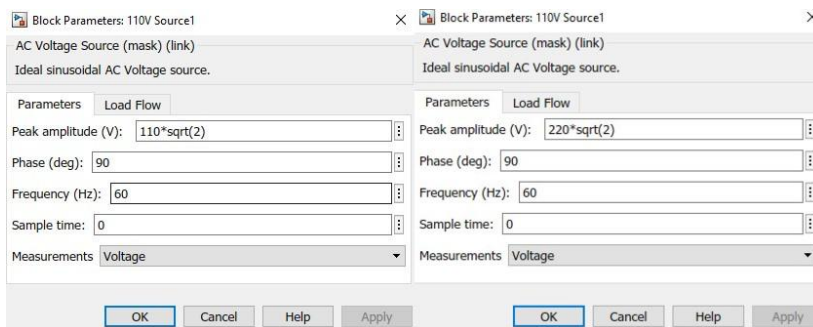 Block Parameters: 110V Source1
AC Voltage Source (mask) (link)
Ideal sinusoidal AC Voltage source.
Parameters Load Flow
Peak amplitude (V): 110*sqrt(2)
Phase (deg): 90
Frequency (Hz): 60
Sample time: 0
Measurements Voltage
OK Cancel Help Apply
Block Parameters: 110V Source1
AC Voltage Source (mask) (link)
Ideal sinusoidal AC Voltage source.
Parameters Load Flow
Peak amplitude (V): 220*sqrt(2)
Phase (deg): 90
Frequency (Hz): 60
Sample time: 0
Measurements Voltage
OK Cancel Help Apply